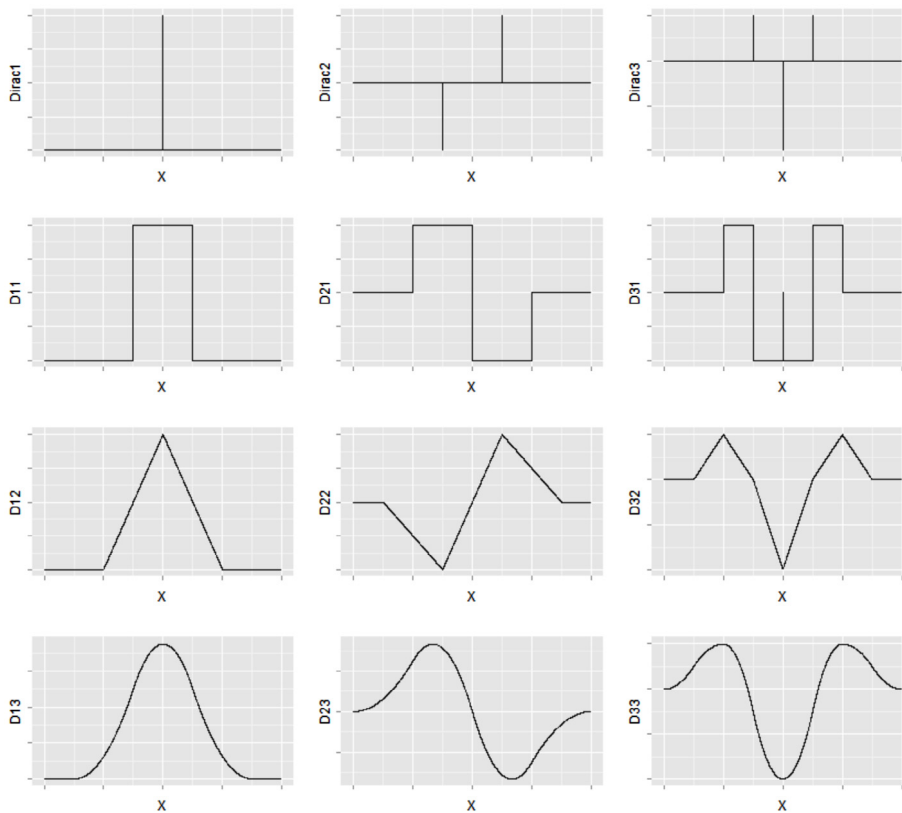 Dirac1
X
Dirac2
X
Dirac3
X
D11
X
D21
X
D31
X
D12
X
D22
X
D32
X
D13
X
D23
X
D33
X